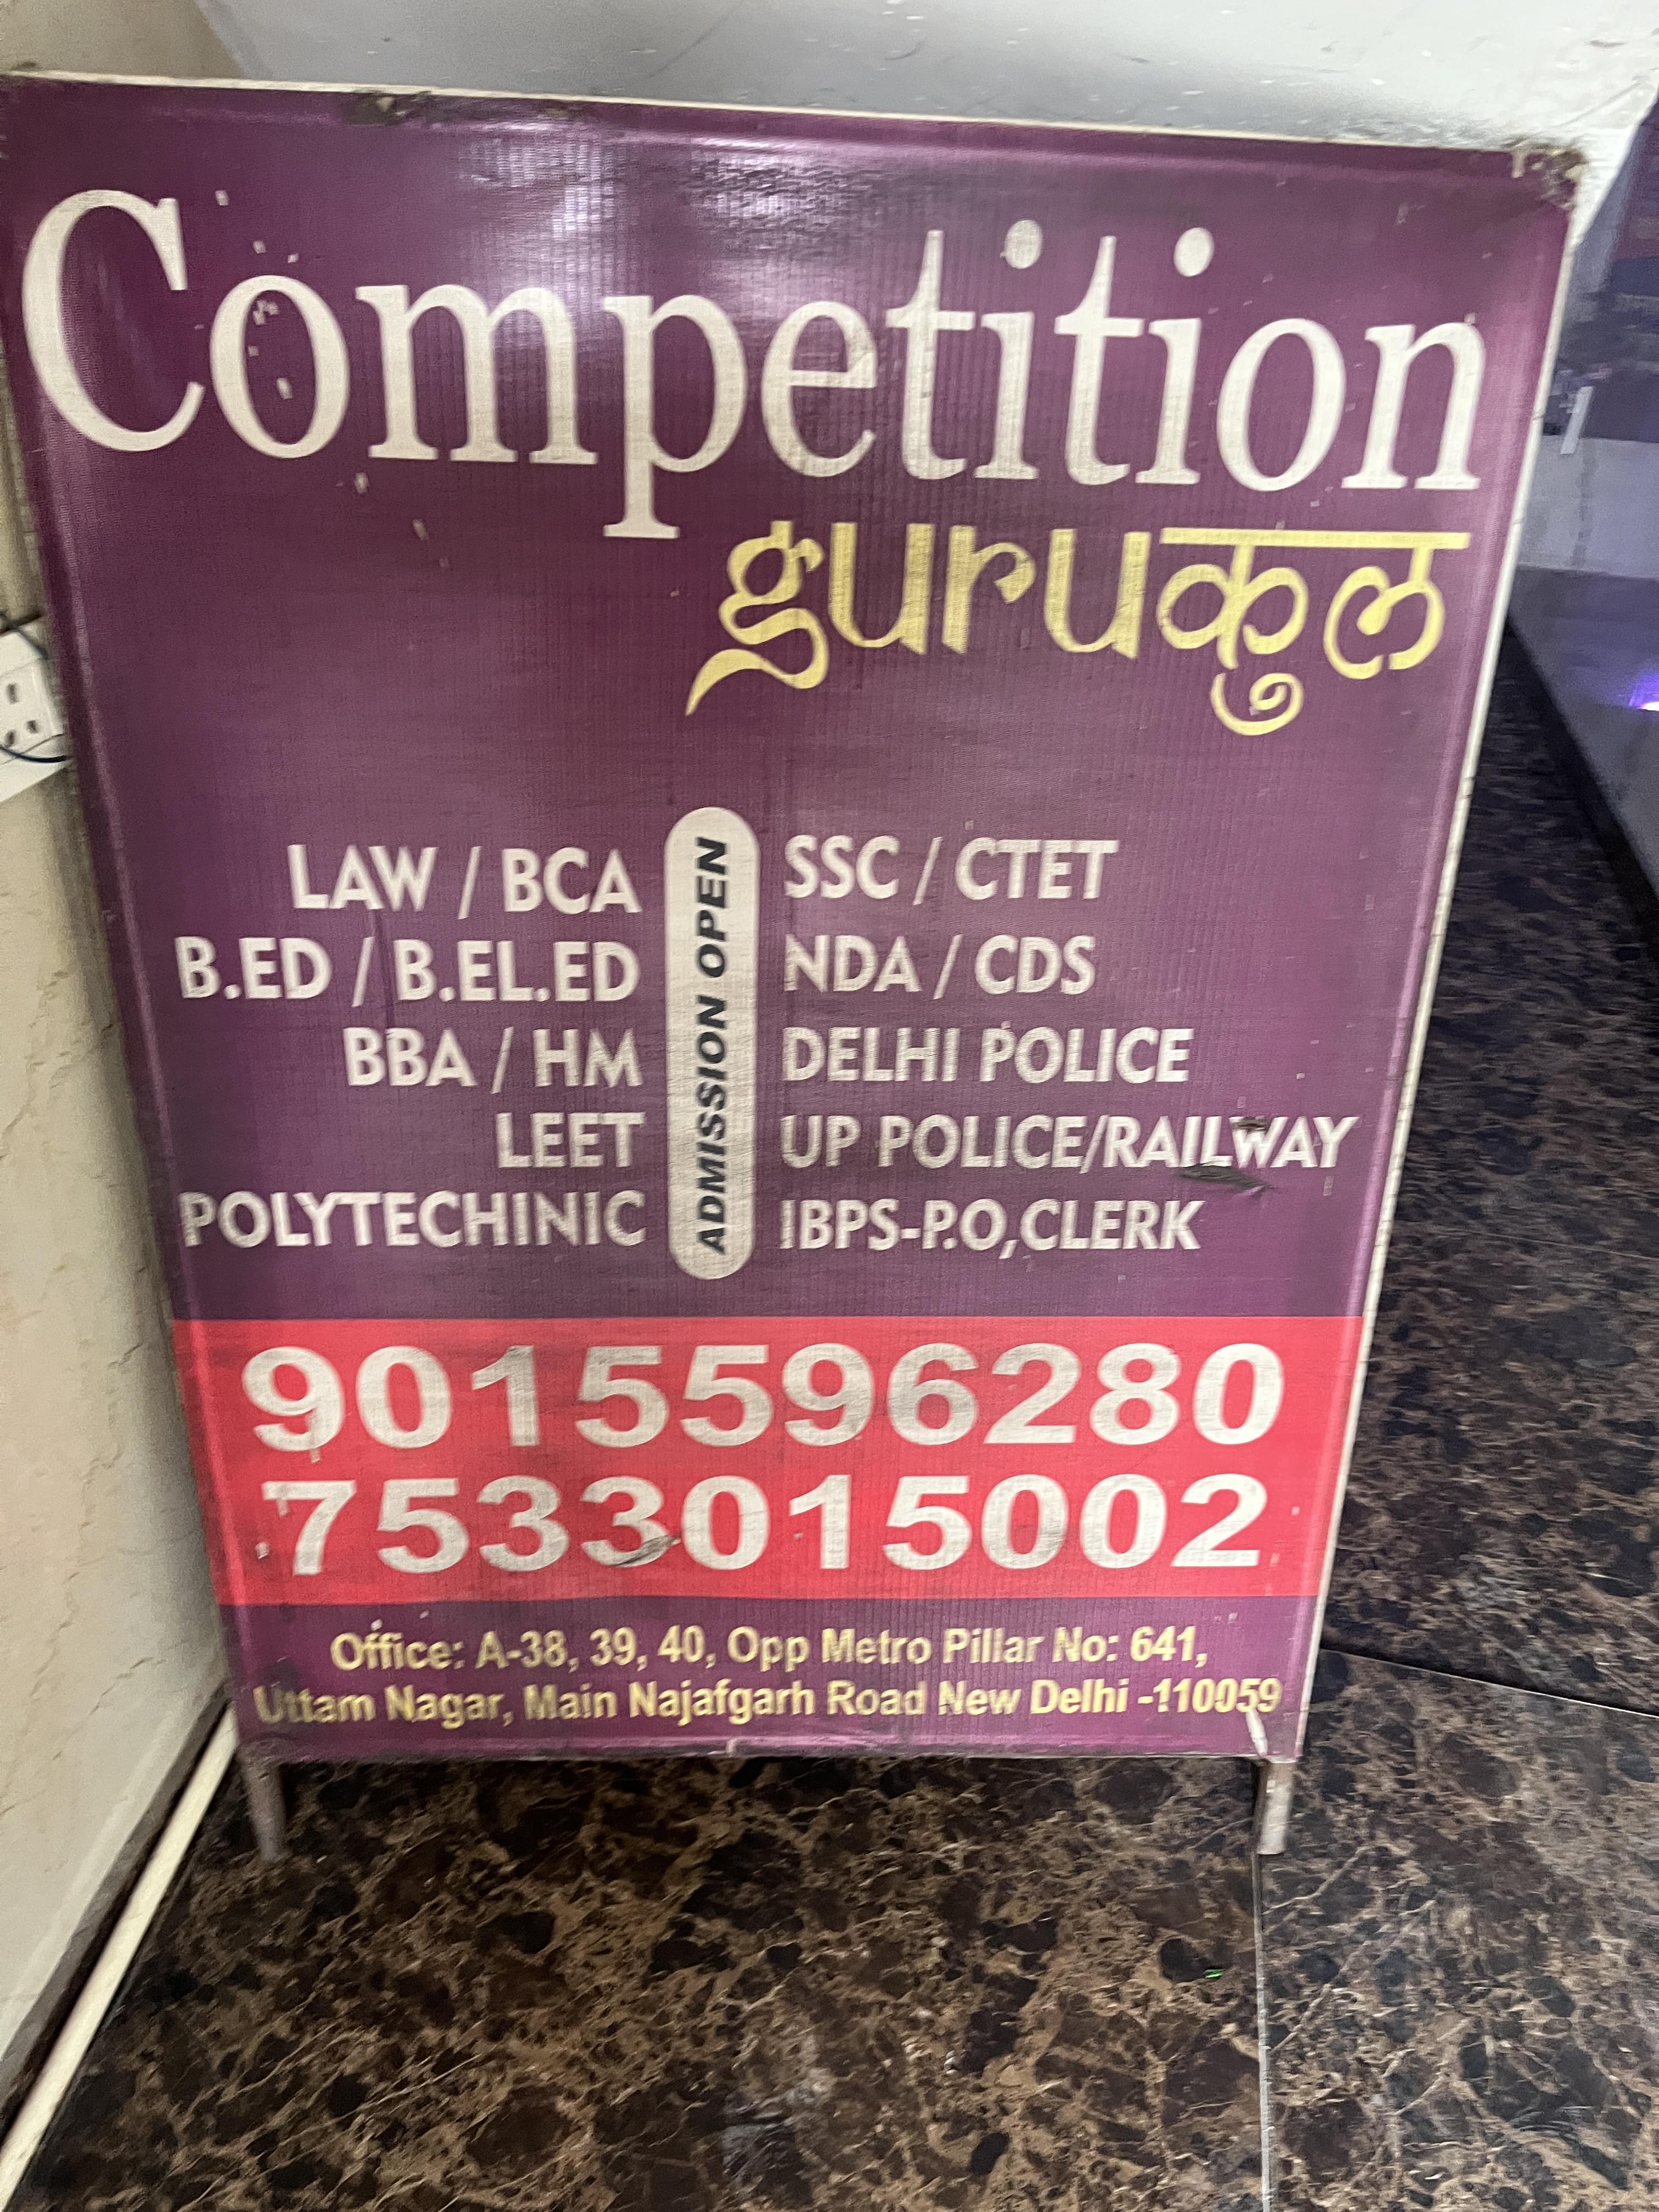 Competition
guruकुल
LAW / BCA
B.ED / B.EL.ED
BBA / HM
LEET
POLYTECHINIC
ADMISSION OPEN
SSC / CTET
NDA / CDS
DELHI POLICE
UP POLICE/RAILWAY
IBPS-P.O,CLERK
9015596280
7533015002
Office: A-38, 39, 40, Opp Metro Pillar No: 641,
Uttam Nagar, Main Najafgarh Road New Delhi -110059